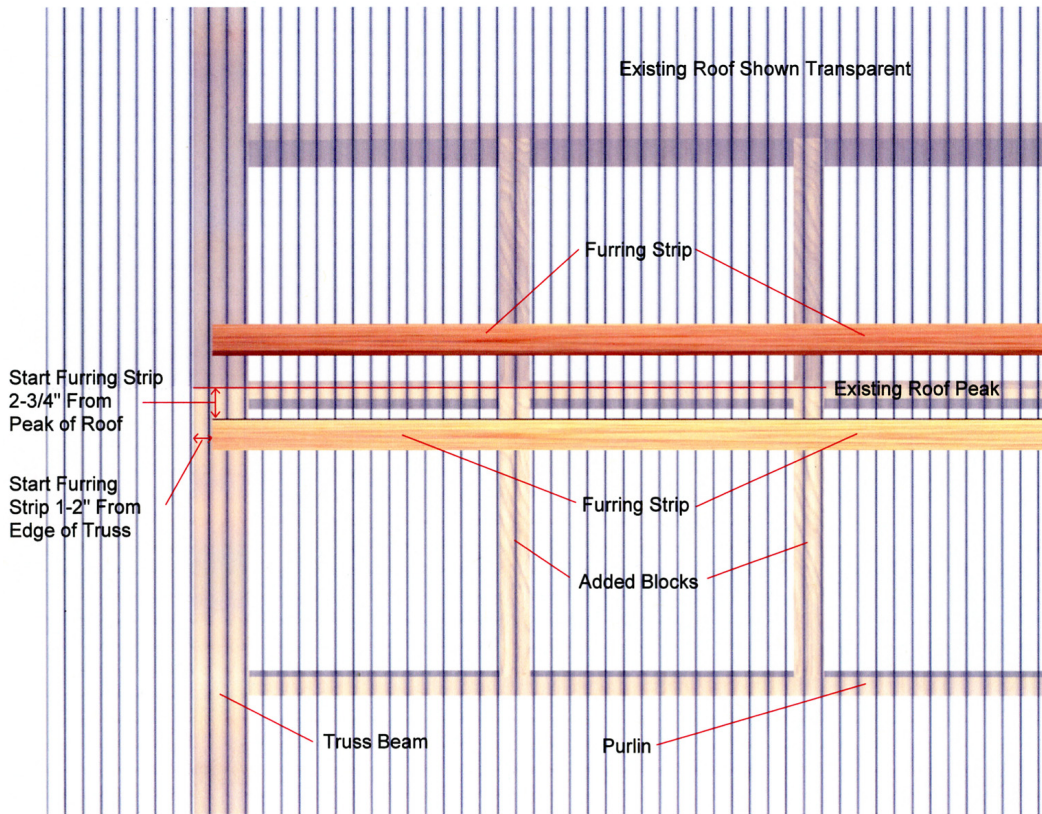 Existing Roof Shown Transparent
Furring Strip
Start Furring Strip
2-3/4" From
Peak of Roof
Existing Roof Peak
Start Furring
Strip 1-2" From
Edge of Truss
Furring Strip
Added Blocks
Truss Beam
Purlin